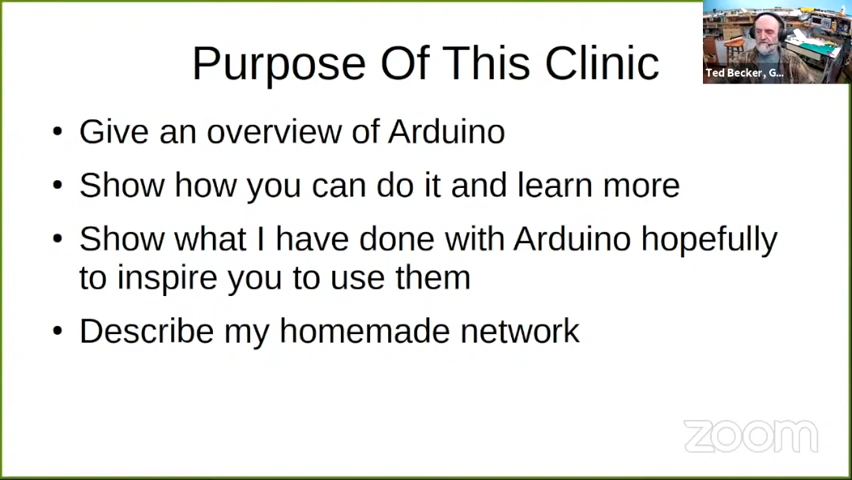 Purpose Of This Clinic
Ted Becker, G...
• Give an overview of Arduino
• Show how you can do it and learn more
• Show what I have done with Arduino hopefully
to inspire you to use them
• Describe my homemade network
zoom